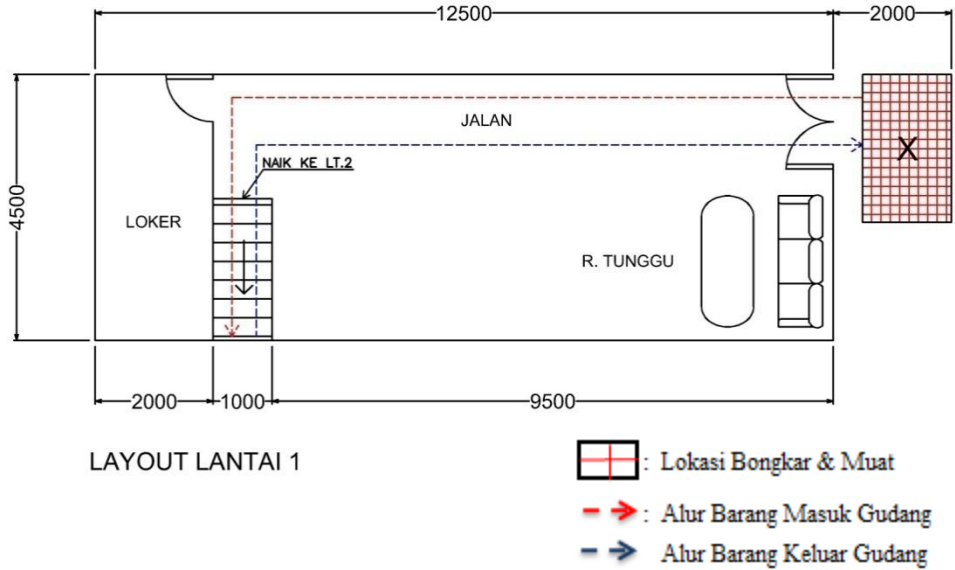 12500
2000
JALAN
X
NAIK KE LT.2
4500
LOKER
R. TUNGGU
2000
1000
9500
LAYOUT LANTAI 1
: Lokasi Bongkar & Muat
: Alur Barang Masuk Gudang
Alur Barang Keluar Gudang